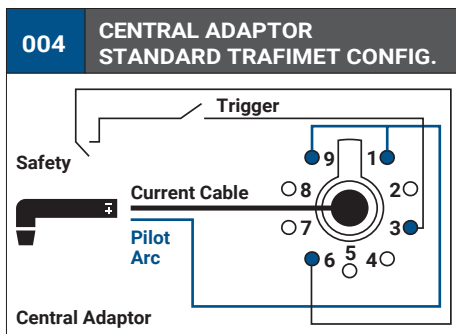 004
CENTRAL ADAPTOR
STANDARD TRAFIMET CONFIG.
Trigger
Safety
9 1
8 2
Current Cable
7 3
Pilot
Arc
6 5 4
Central Adaptor